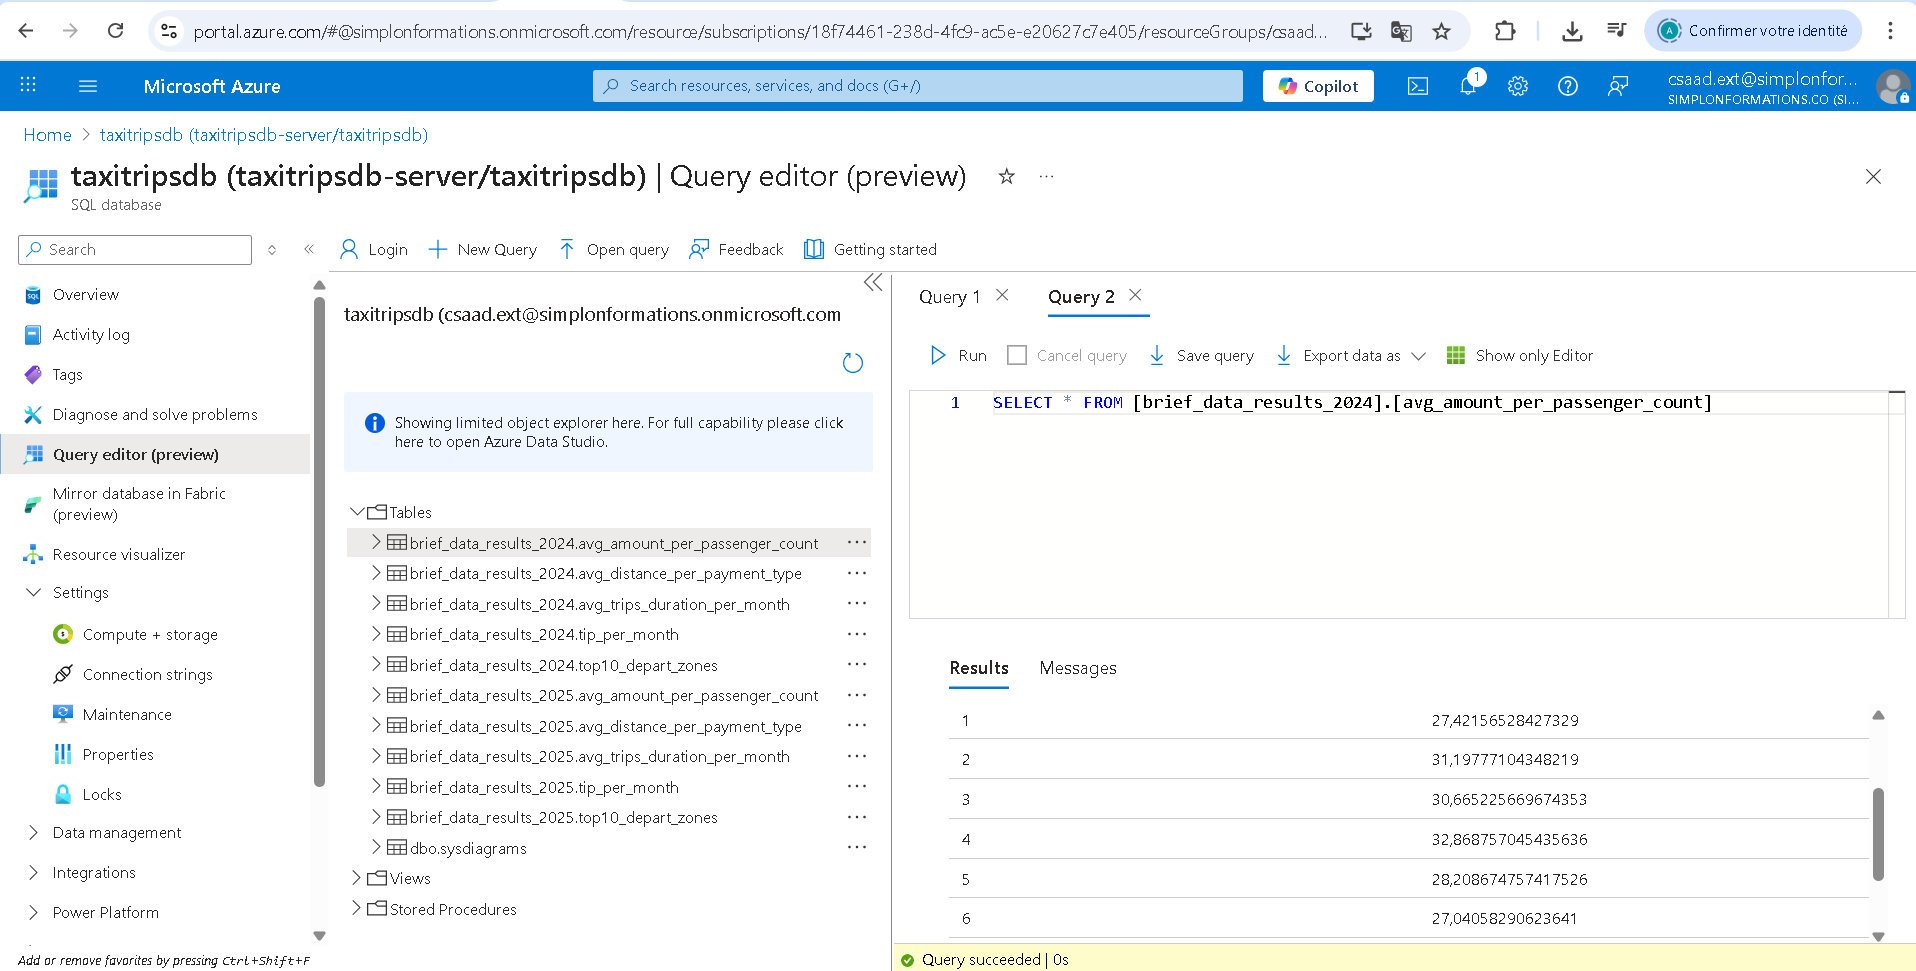 portal.azure.com/#@simplonformations.onmicrosoft.com/resource/subscriptions/18f74461-238d-4fc9-ac5e-e20627c7e405/resourceGroups/csaad...
A Confirmer votre identité
Microsoft Azure
Search resources, services, and docs (G+/)
Copilot
1
csaad.ext@simplonfor...
SIMPLONFORMATIONS.CO (SI...
Home > taxitripsdb (taxitripsdb-server/taxitripsdb)
taxitripsdb (taxitripsdb-server/taxitripsdb) | Query editor (preview)
SQL database
Search
Login
New Query
Open query
Feedback
Getting started
Overview
Activity log
Tags
Diagnose and solve problems
Query editor (preview)
Mirror database in Fabric
(preview)
Resource visualizer
Settings
Compute + storage
Connection strings
Maintenance
Properties
Locks
Data management
Integrations
Power Platform
Add or remove favorites by pressing Ctrl+Shift+F
taxitripsdb (csaad.ext@simplonformations.onmicrosoft.com
Showing limited object explorer here. For full capability please click
here to open Azure Data Studio.
Tables
brief_data_results_2024.avg_amount_per_passenger_count
brief_data_results_2024.avg_distance_per_payment_type
brief_data_results_2024.avg_trips_duration_per_month
brief_data_results_2024.tip_per_month
brief_data_results_2024.top10_depart_zones
brief_data_results_2025.avg_amount_per_passenger_count
brief_data_results_2025.avg_distance_per_payment_type
brief_data_results_2025.avg_trips_duration_per_month
brief_data_results_2025.tip_per_month
brief_data_results_2025.top10_depart_zones
dbo.sysdiagrams
Views
Stored Procedures
Query 1
Query 2
Run
Cancel query
Save query
Export data as
Show only Editor
1 SELECT * FROM [brief_data_results_2024].[avg_amount_per_passenger_count]
Results
Messages
1 27,42156528427329
2 31,19777104348219
3 30,665225669674353
4 32,868757045435636
5 28,208674757417526
6 27,04058290623641
Query succeeded | 0s